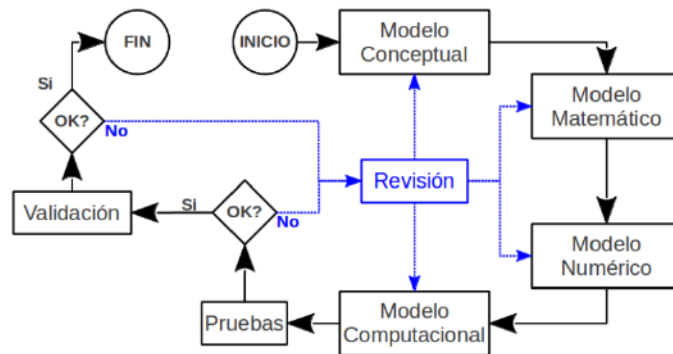 FIN
INICIO
Modelo
Conceptual
Si
OK?
No
Modelo
Matemático
Revisión
Validación
Si
OK?
No
Modelo
Numérico
Pruebas
Modelo
Computacional